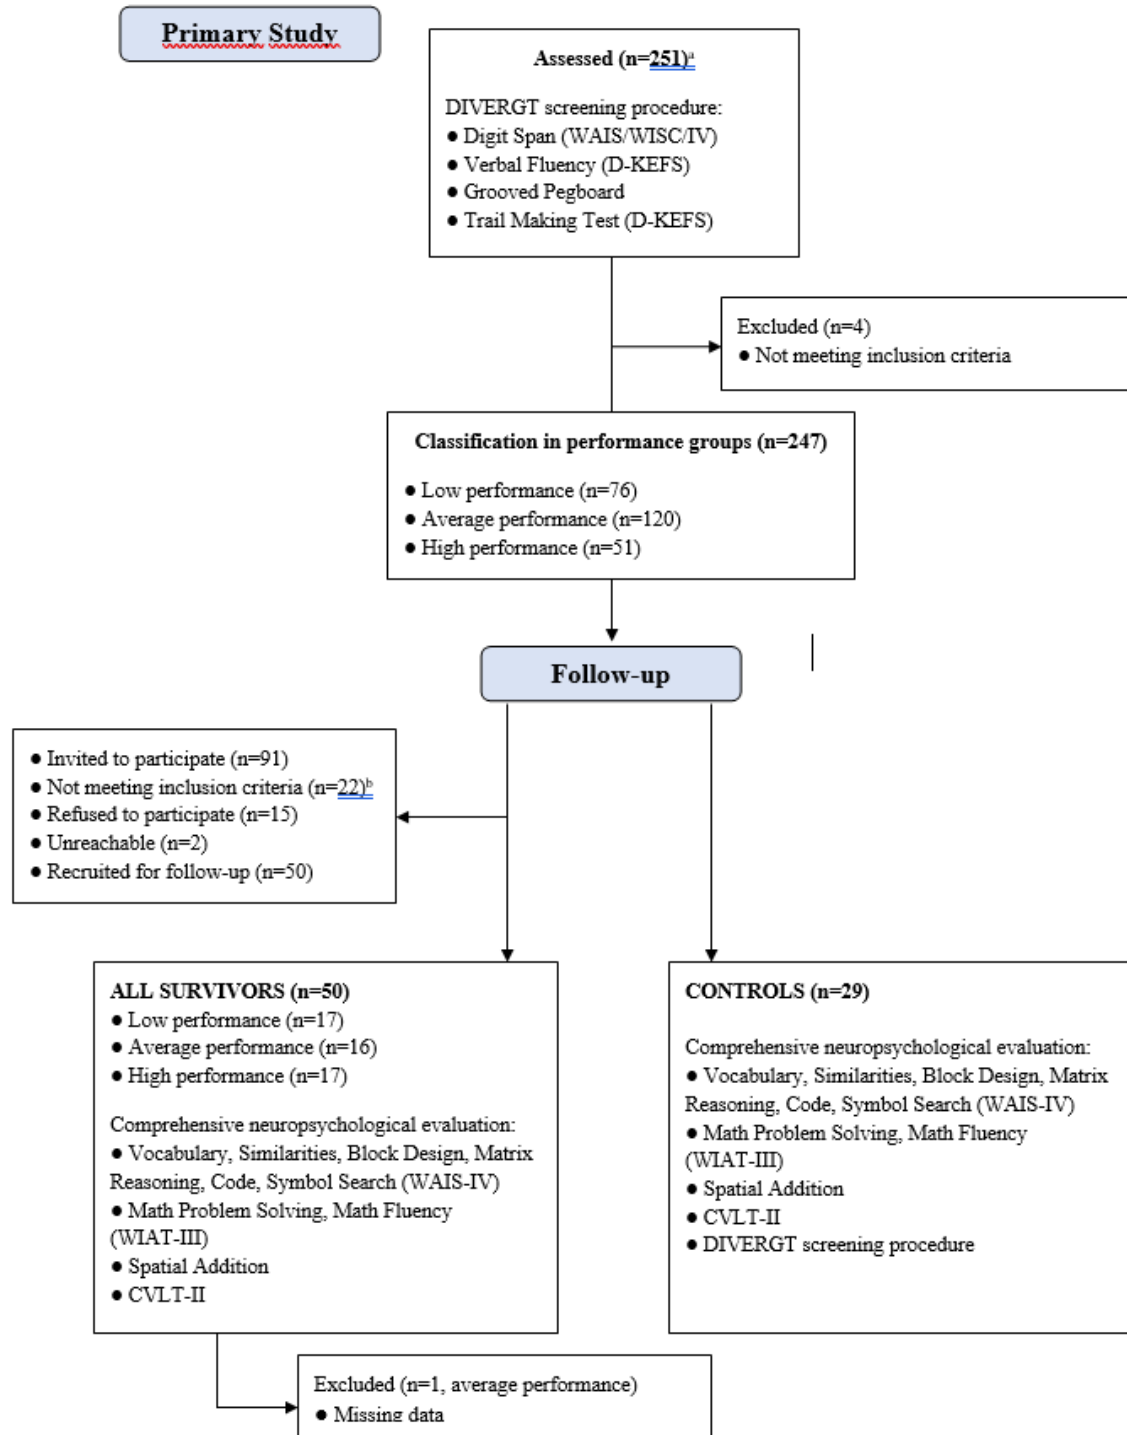 Primary Study
Assessed (n=251)ᵃ
DIVERGT screening procedure:
● Digit Span (WAIS/WISC/IV)
● Verbal Fluency (D-KEFS)
● Grooved Pegboard
● Trail Making Test (D-KEFS)
Excluded (n=4)
● Not meeting inclusion criteria
Classification in performance groups (n=247)
● Low performance (n=76)
● Average performance (n=120)
● High performance (n=51)
Follow-up
● Invited to participate (n=91)
● Not meeting inclusion criteria (n=22)ᵇ
● Refused to participate (n=15)
● Unreachable (n=2)
● Recruited for follow-up (n=50)
ALL SURVIVORS (n=50)
● Low performance (n=17)
● Average performance (n=16)
● High performance (n=17)
Comprehensive neuropsychological evaluation:
● Vocabulary, Similarities, Block Design, Matrix
Reasoning, Code, Symbol Search (WAIS-IV)
● Math Problem Solving, Math Fluency
(WIAT-III)
● Spatial Addition
● CVLT-II
CONTROLS (n=29)
Comprehensive neuropsychological evaluation:
● Vocabulary, Similarities, Block Design, Matrix
Reasoning, Code, Symbol Search (WAIS-IV)
● Math Problem Solving, Math Fluency
(WIAT-III)
● Spatial Addition
● CVLT-II
● DIVERGT screening procedure
Excluded (n=1, average performance)
● Missing data